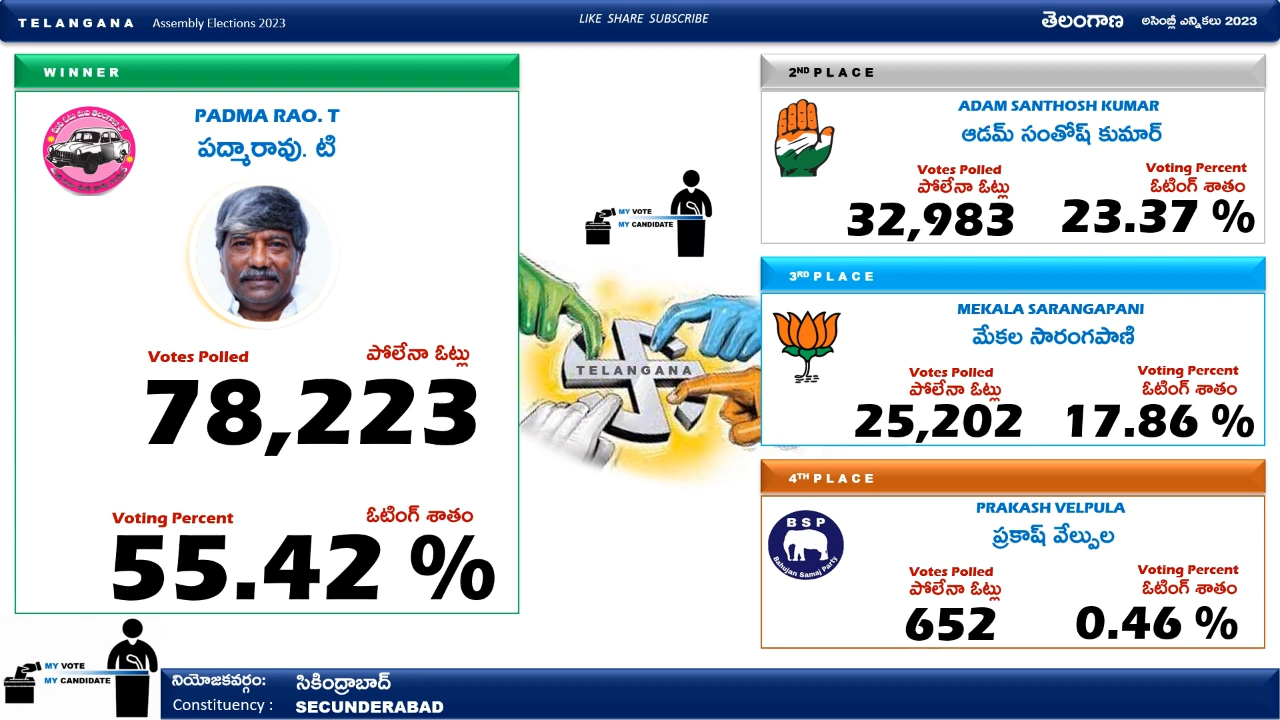 TELANGANA Assembly Elections 2023
LIKE SHARE SUBSCRIBE
తెలంగాణ అసెంబ్లీ ఎన్నికలు 2023
WINNER
PADMA RAO. T
పద్మారావు. టి
Votes Polled పోలేనా ఓట్లు
78,223
Voting Percent ఓటింగ్ శాతం
55.42 %
MY VOTE
MY CANDIDATE
TELANGANA
2ND PLACE
ADAM SANTHOSH KUMAR
ఆడమ్ సంతోష్ కుమార్
Votes Polled Voting Percent
పోలేనా ఓట్లు ఓటింగ్ శాతం
32,983 23.37 %
3RD PLACE
MEKALA SARANGAPANI
మేకల సారంగపాణి
Votes Polled Voting Percent
పోలేనా ఓట్లు ఓటింగ్ శాతం
25,202 17.86 %
4TH PLACE
BSP
Bahujan Samaj Party
PRAKASH VELPULA
ప్రకాష్ వేల్పుల
Votes Polled Voting Percent
పోలేనా ఓట్లు ఓటింగ్ శాతం
652 0.46 %
MY VOTE
MY CANDIDATE
నియోజకవర్గం: సికింద్రాబాద్
Constituency : SECUNDERABAD